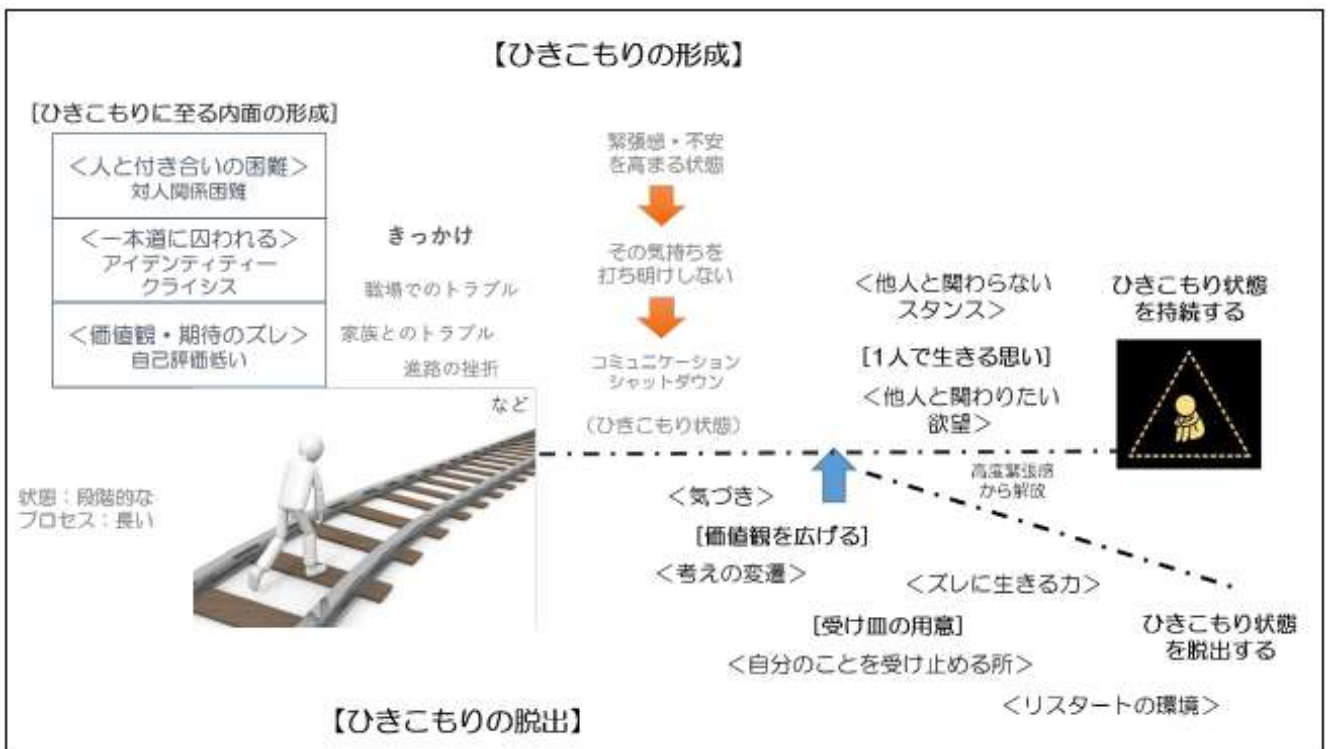 【ひきこもりの形成】
[ひきこもりに至る内面の形成]
＜人と付き合いの困難＞
対人関係困難
＜一本道に囚われる＞
アイデンティティー
クライシス
＜価値観・期待のズレ＞
自己評価低い
きっかけ
職場でのトラブル
家族とのトラブル
進路の挫折
など
状態：段階的な
プロセス：長い
緊張感・不安
を高まる状態
その気持ちを
打ち明けしない
コミュニケーション
シャットダウン
（ひきこもり状態）
＜他人と関わらない
スタンス＞
[1人で生きる思い]
＜他人と関わりたい
欲望＞
ひきこもり状態
を持続する
高度緊張感
から解放
＜気づき＞
[価値観を広げる]
＜考えの変遷＞
＜ズレに生きる力＞
[受け皿の用意]
＜自分のことを受け止める所＞
ひきこもり状態
を脱出する
＜リスタートの環境＞
【ひきこもりの脱出】